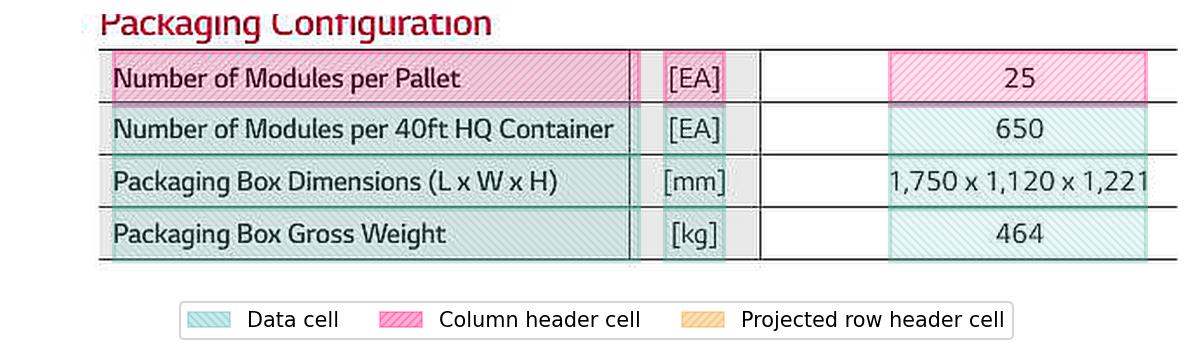 Packaging Configuration
Number of Modules per Pallet [EA] 25
Number of Modules per 40ft HQ Container [EA] 650
Packaging Box Dimensions (L x W x H) [mm] 1,750 x 1,120 x 1,221
Packaging Box Gross Weight [kg] 464
Data cell Column header cell Projected row header cell